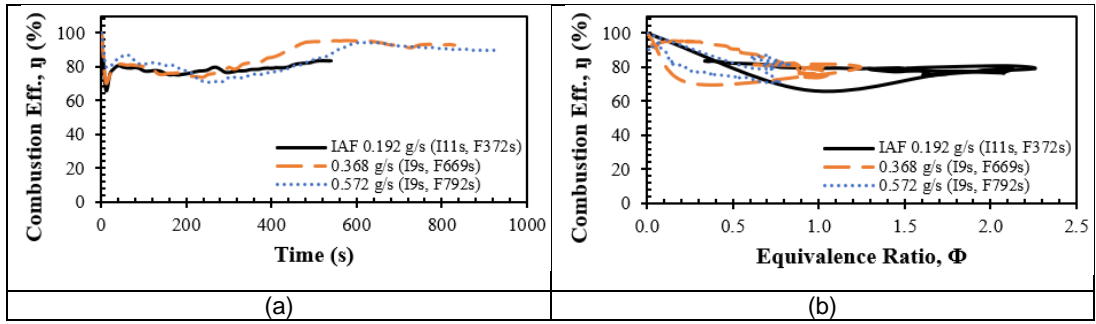 Combustion Eff., η (%)
100
80
60
40
20
0
IAF 0.192 g/s (I11s, F372s)
0.368 g/s (I9s, F669s)
0.572 g/s (I9s, F792s)
0
200
400
600
800
1000
Time (s)
(a)
Combustion Eff., η (%)
100
80
60
40
20
0
IAF 0.192 g/s (I11s, F372s)
0.368 g/s (I9s, F669s)
0.572 g/s (I9s, F792s)
0.0
0.5
1.0
1.5
2.0
2.5
Equivalence Ratio, Φ
(b)